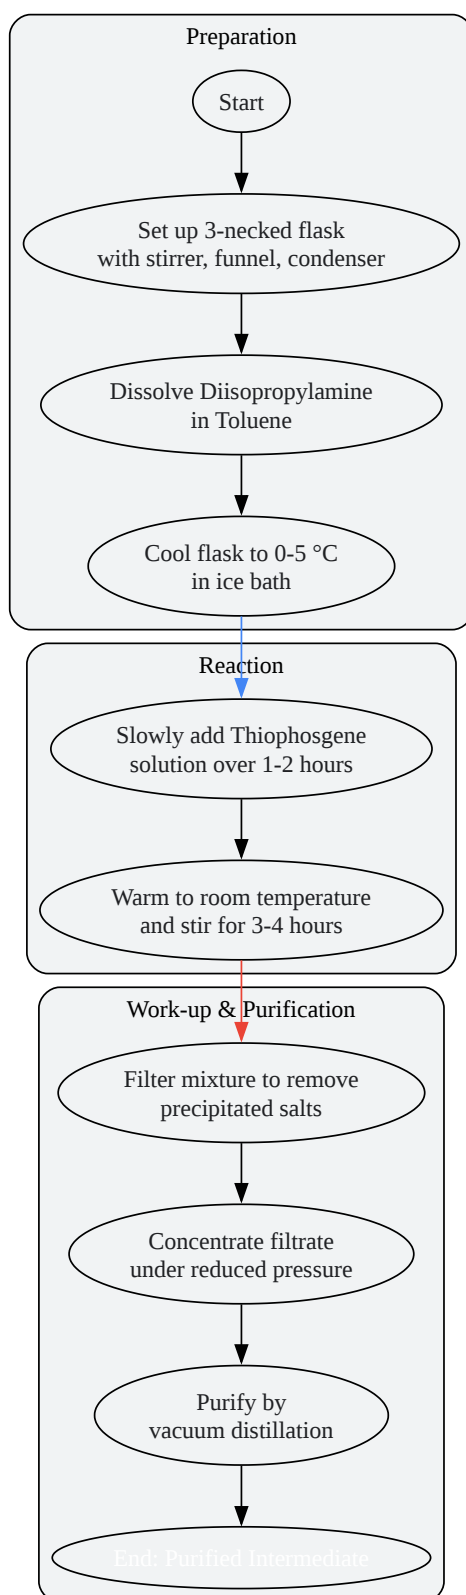 Preparation
Start
Set up 3-necked flask
with stirrer, funnel, condenser
Dissolve Diisopropylamine
in Toluene
Cool flask to 0-5 °C
in ice bath
Reaction
Slowly add Thiophosgene
solution over 1-2 hours
Warm to room temperature
and stir for 3-4 hours
Work-up & Purification
Filter mixture to remove
precipitated salts
Concentrate filtrate
under reduced pressure
Purify by
vacuum distillation
End: Purified Intermediate